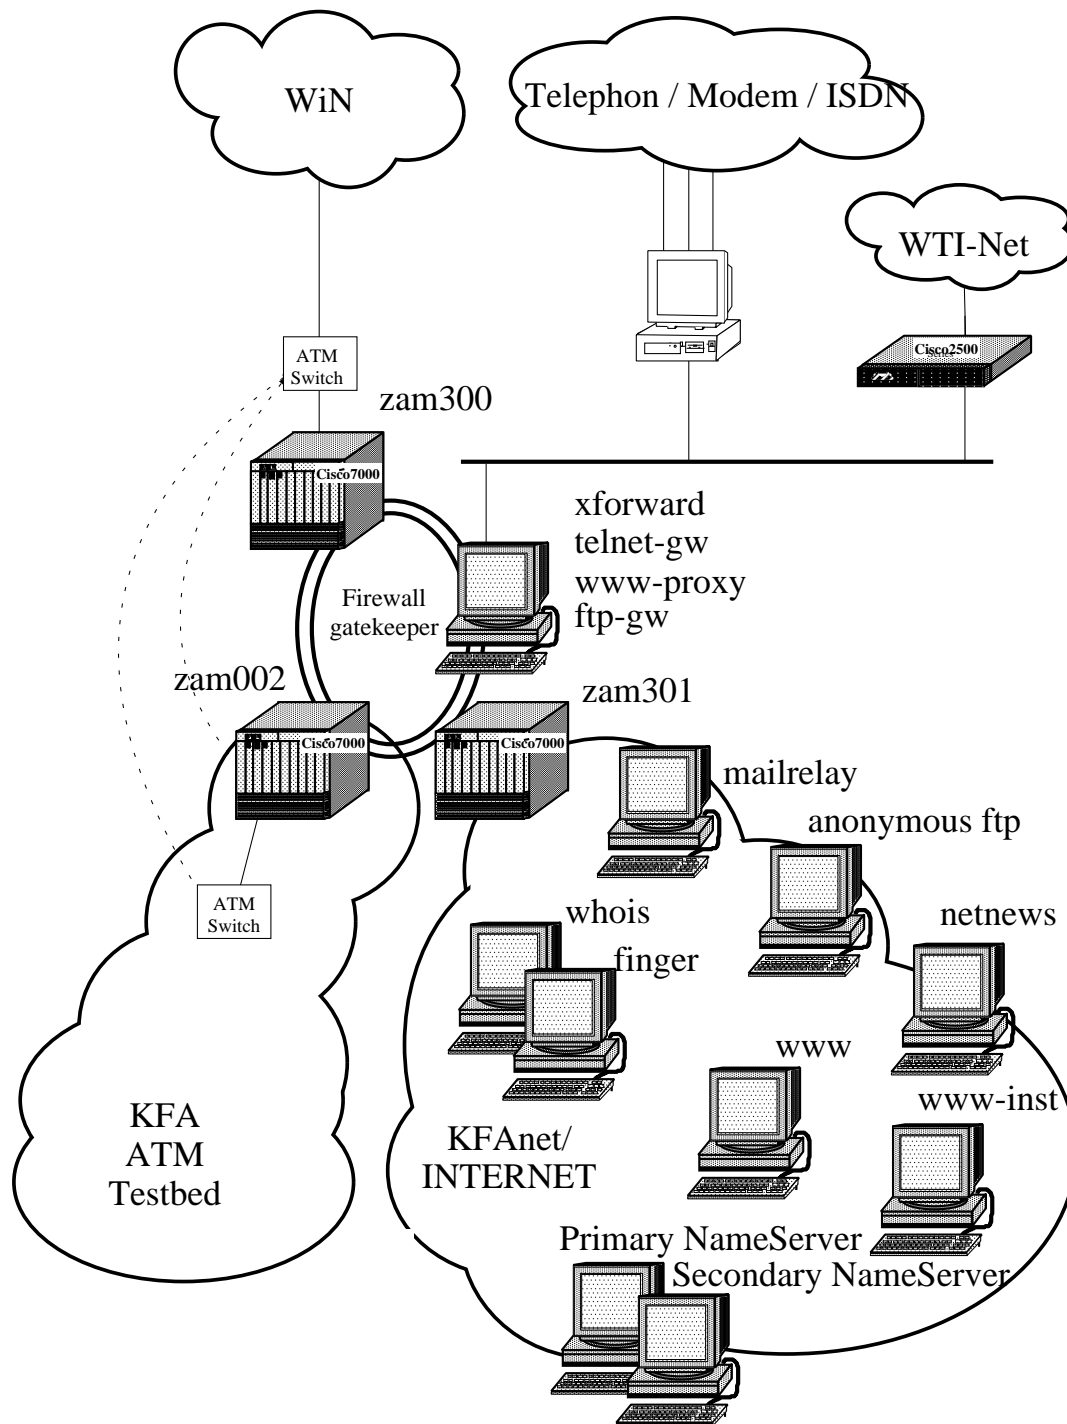 WiN
Telephon / Modem / ISDN
WTI-Net
ATM
Switch
Cisco2500
zam300
Cisco7000
xforward
telnet-gw
www-proxy
ftp-gw
Firewall
gatekeeper
zam002
zam301
Cisco7000
Cisco7000
mailrelay
anonymous ftp
ATM
Switch
whois
finger
netnews
www
www-inst
KFA
ATM
Testbed
KFAnet/
INTERNET
Primary NameServer
Secondary NameServer